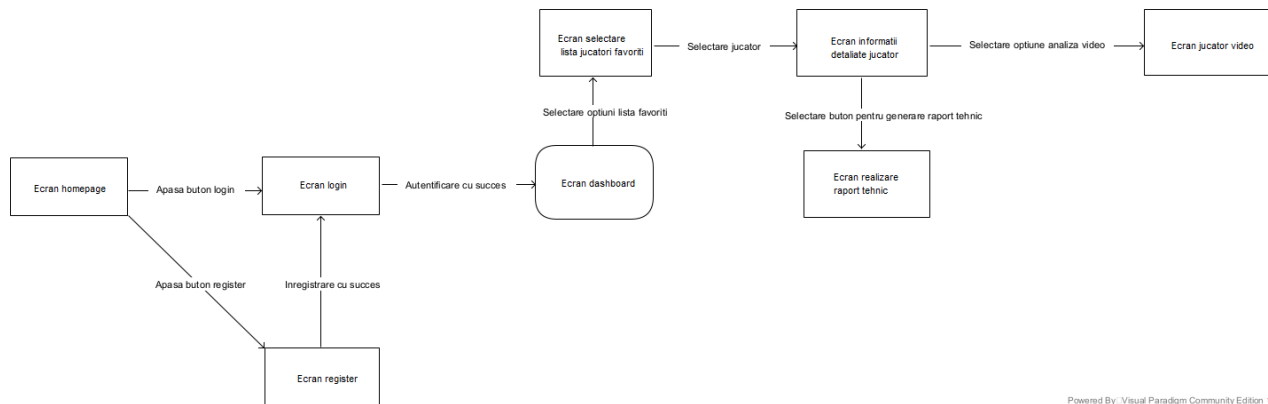 Ecran selectare
lista jucatori favoriti
Selectare jucator
Ecran informatii
detaliate jucator
Selectare optiune analiza video
Ecran jucator video
Selectare optiuni lista favoriti
Selectare buton pentru generare raport tehnic
Ecran homepage
Apasa buton login
Ecran login
Autentificare cu succes
Ecran dashboard
Ecran realizare
raport tehnic
Apasa buton register
Inregistrare cu succes
Ecran register
Powered By Visual Paradigm Community Edition